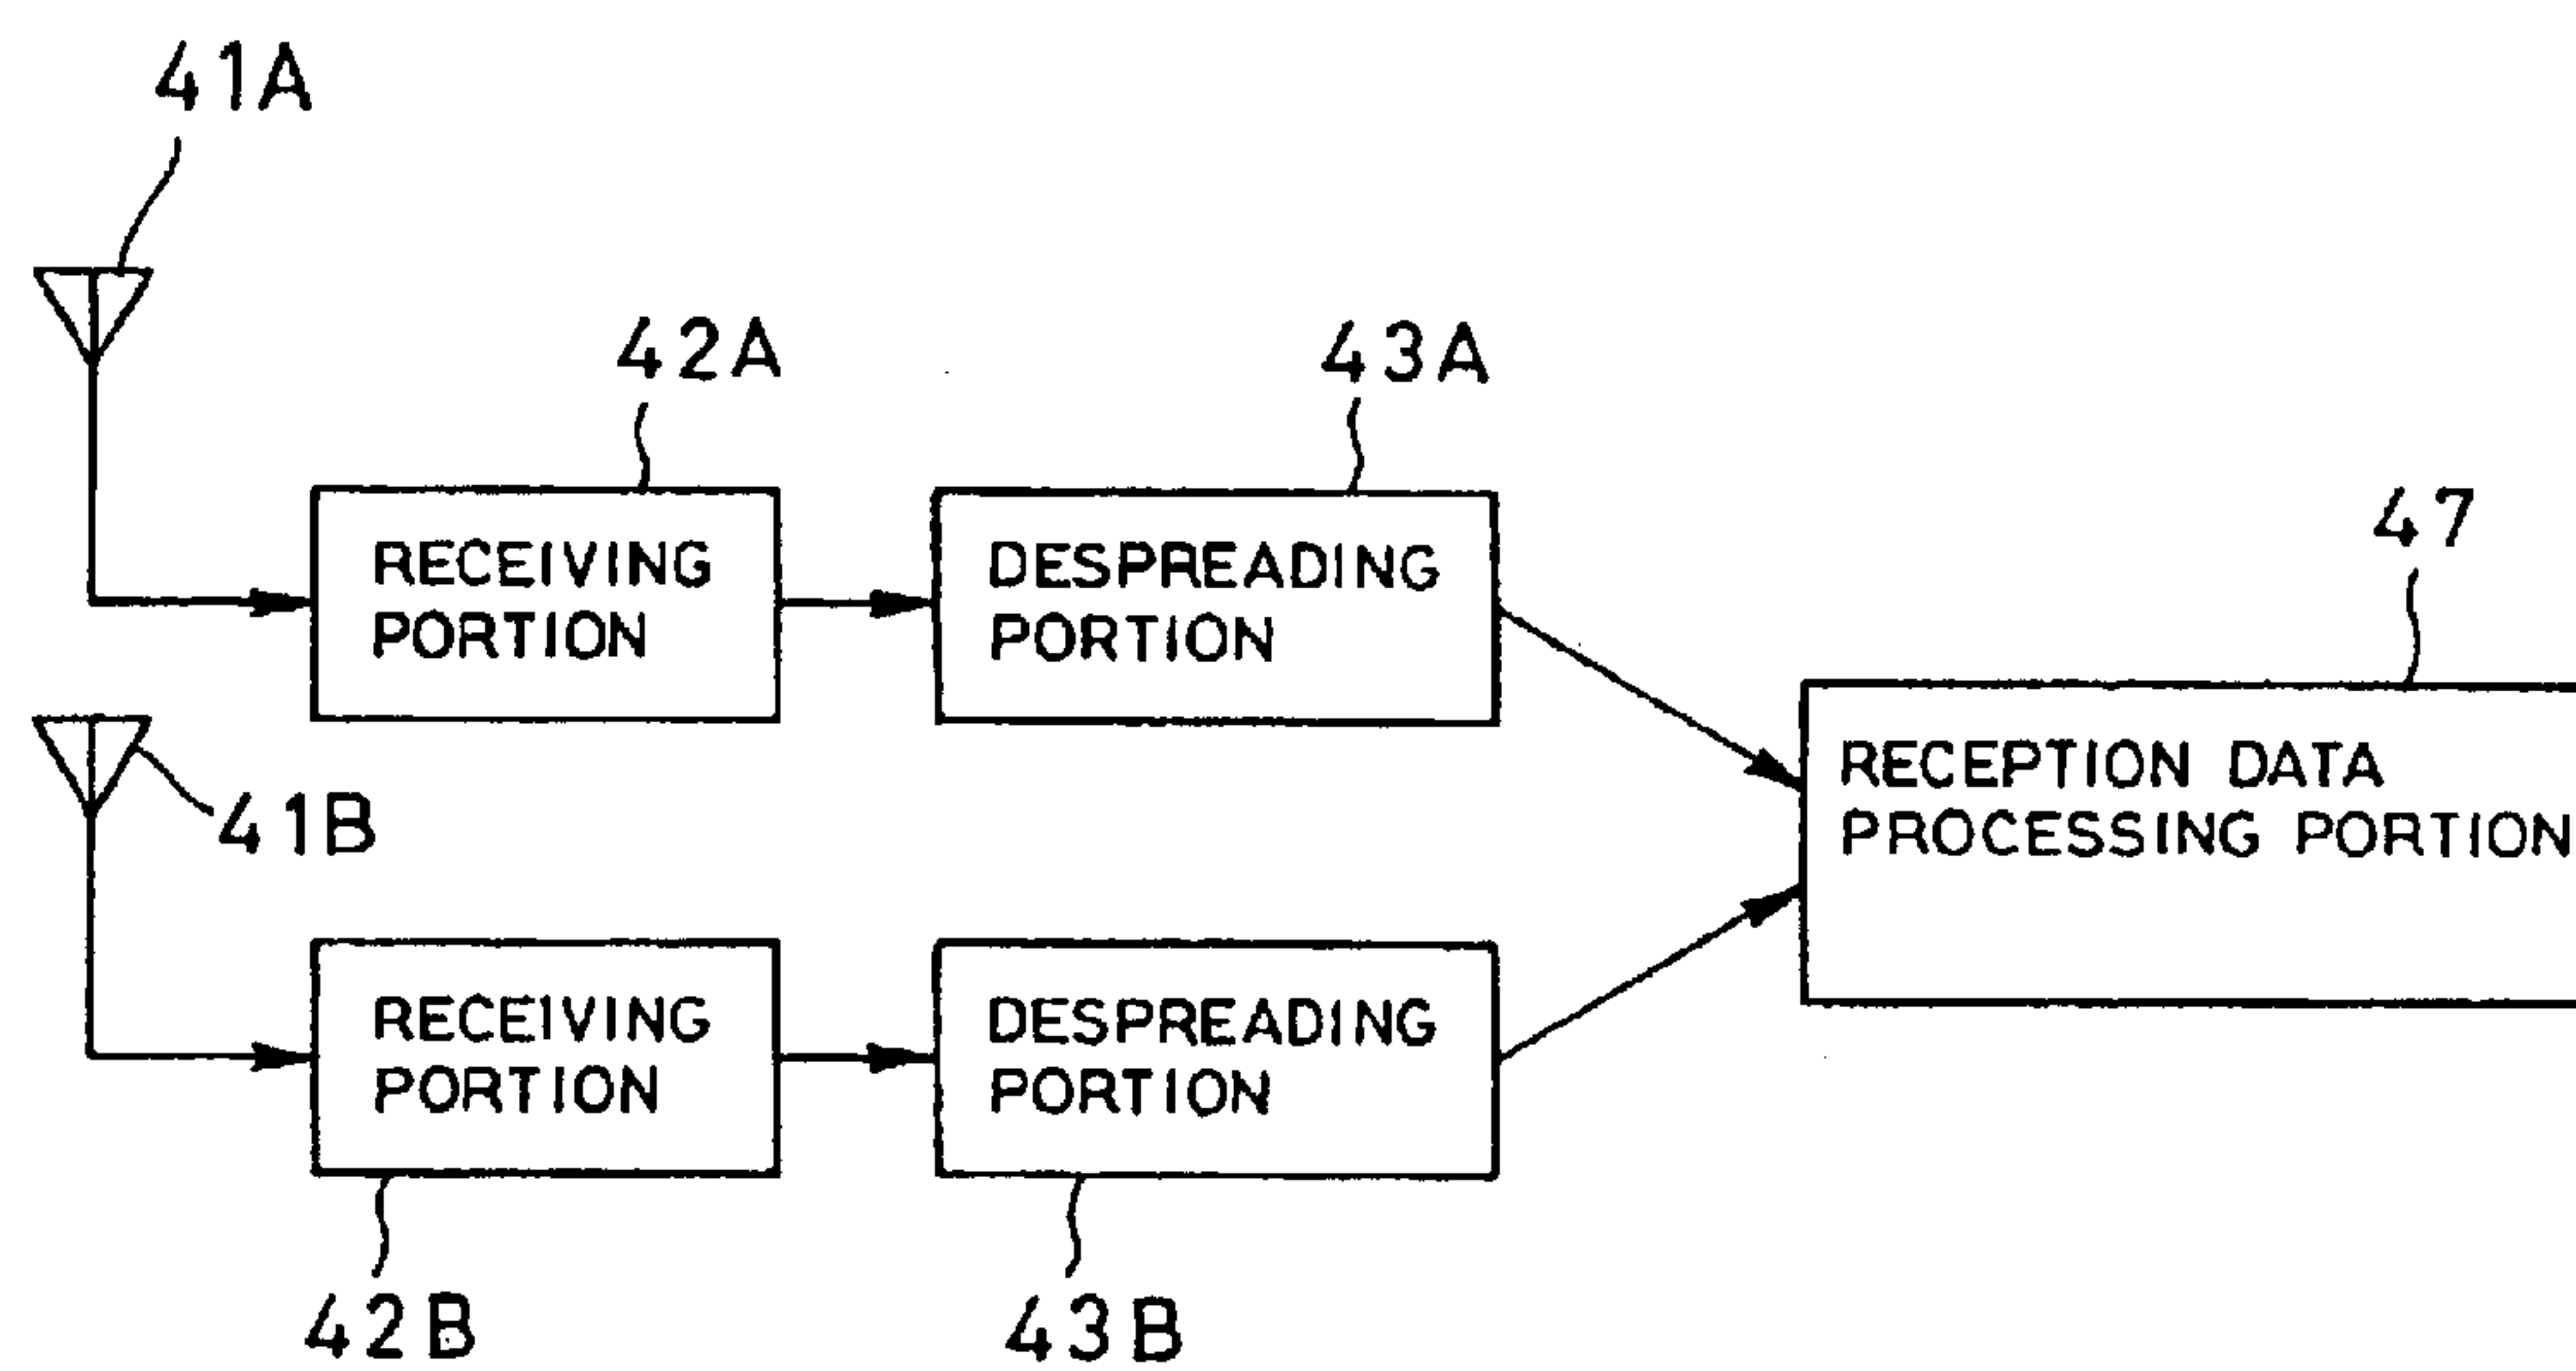 41A
42A
43A
47
RECEIVING
PORTION
DESPREADING
PORTION
RECEPTION DATA
PROCESSING PORTION
41B
RECEIVING
PORTION
DESPREADING
PORTION
42B
43B